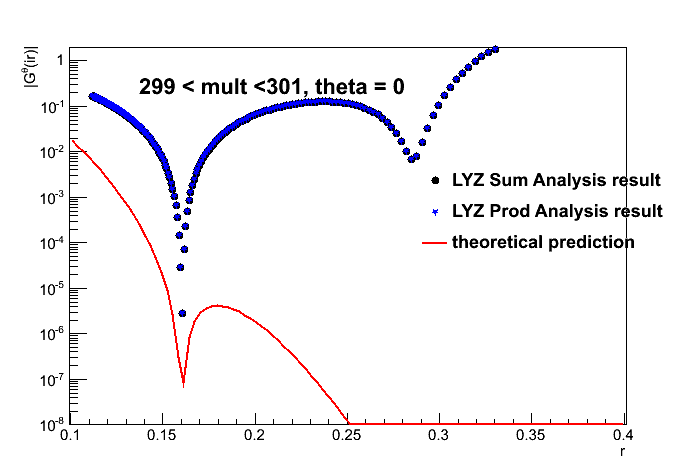 |G^θ(ir)|
1
10^-1
10^-2
10^-3
10^-4
10^-5
10^-6
10^-7
10^-8
299 < mult <301, theta = 0
LYZ Sum Analysis result
LYZ Prod Analysis result
theoretical prediction
0.1 0.15 0.2 0.25 0.3 0.35 0.4
r